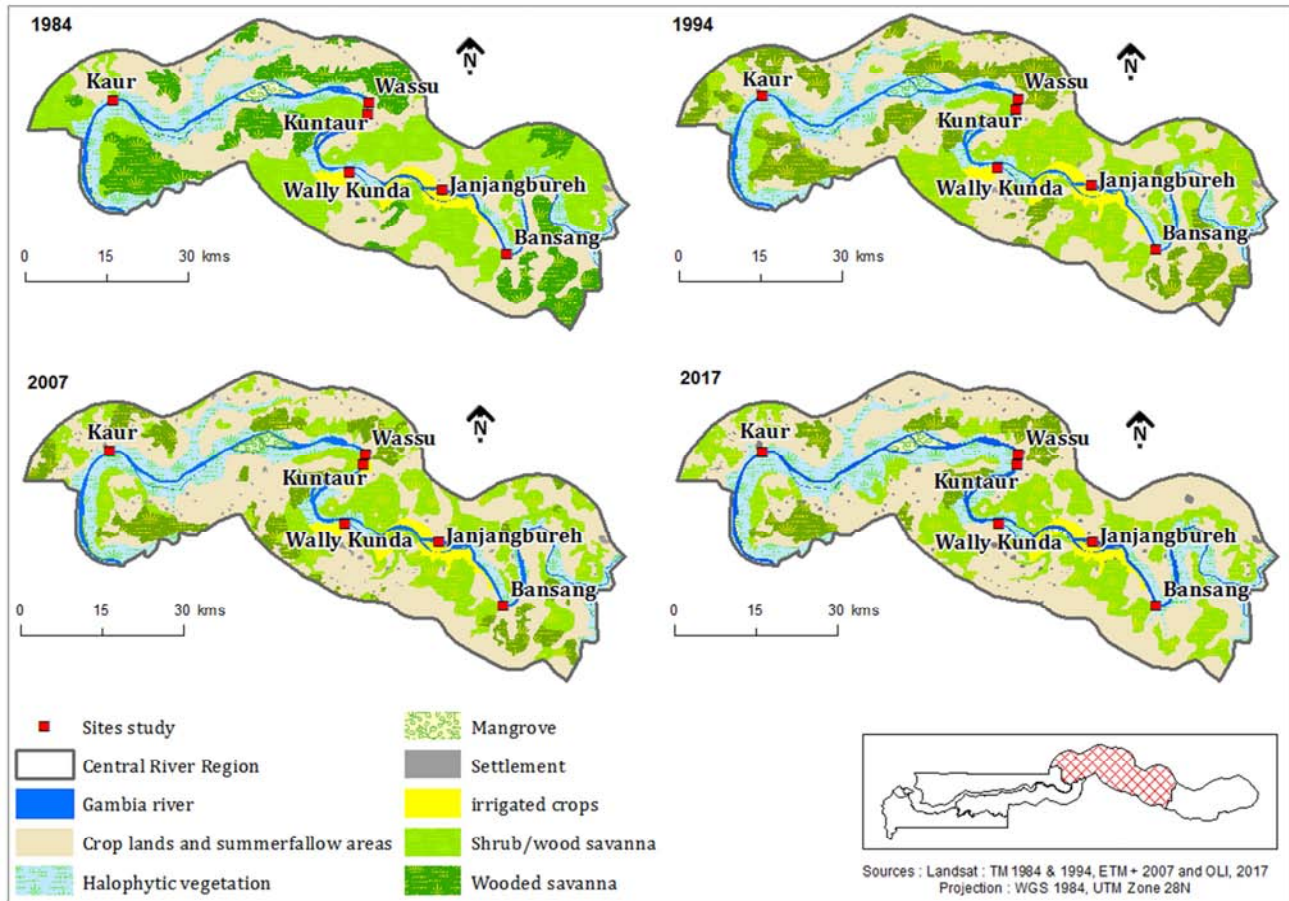 1984
Kaur
Wassu
Kuntaur
Wally Kunda
Janjangbureh
Bansang
N
0 15 30 kms
1994
Kaur
Wassu
Kuntaur
Wally Kunda
Janjangbureh
Bansang
N
0 15 30 kms
2007
Kaur
Wassu
Kuntaur
Wally Kunda
Janjangbureh
Bansang
N
0 15 30 kms
2017
Kaur
Wassu
Kuntaur
Wally Kunda
Janjangbureh
Bansang
N
0 15 30 kms
Sites study
Central River Region
Gambia river
Crop lands and summerfallow areas
Halophytic vegetation
Mangrove
Settlement
irrigated crops
Shrub/wood savanna
Wooded savanna
Sources : Landsat : TM 1984 & 1994, ETM+ 2007 and OLI, 2017
Projection : WGS 1984, UTM Zone 28N